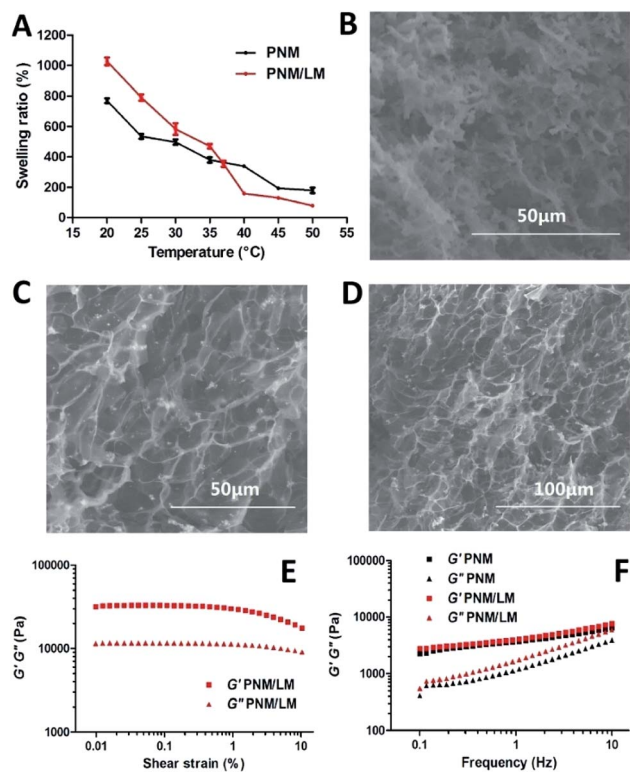 A
1200
1000
800
600
400
200
0
Swelling ratio (%)
PNM
PNM/LM
15 20 25 30 35 40 45 50 55
Temperature (°C)
B
50μm
C
50μm
D
100μm
E
100000
10000
1000
G' G'' (Pa)
G' PNM/LM
G'' PNM/LM
0.01 0.1 1 10
Shear strain (%)
G' PNM
G'' PNM
G' PNM/LM
G'' PNM/LM
F
100000
10000
1000
100
G' G'' (Pa)
0.1 1 10
Frequency (Hz)